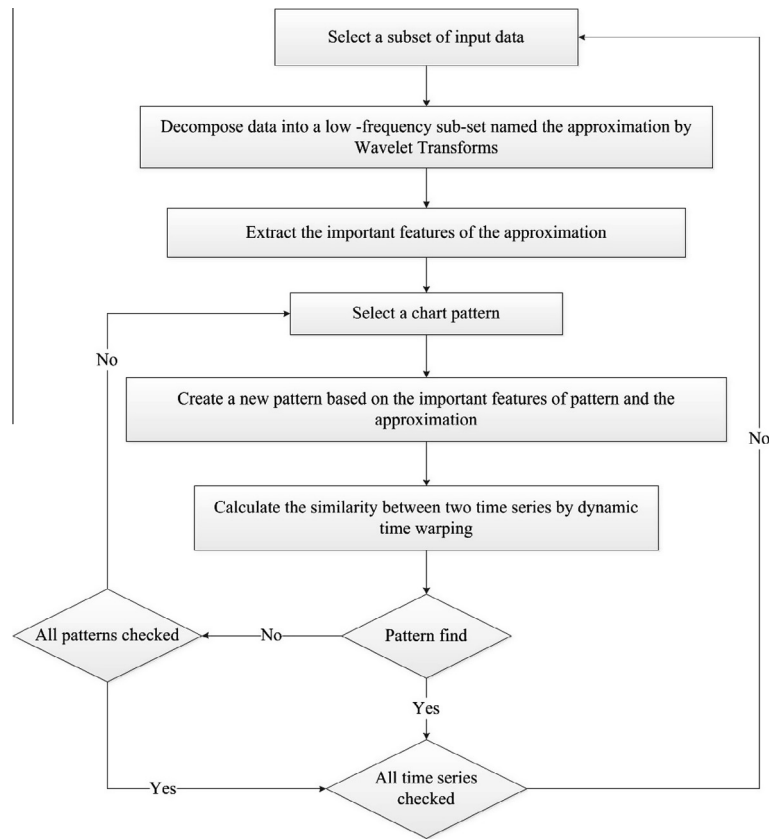 Select a subset of input data
Decompose data into a low -frequency sub-set named the approximation by
Wavelet Transforms
Extract the important features of the approximation
Select a chart pattern
No
Create a new pattern based on the important features of pattern and the
approximation
No
Calculate the similarity between two time series by dynamic
time warping
All patterns checked
No
Pattern find
Yes
Yes
All time series
checked